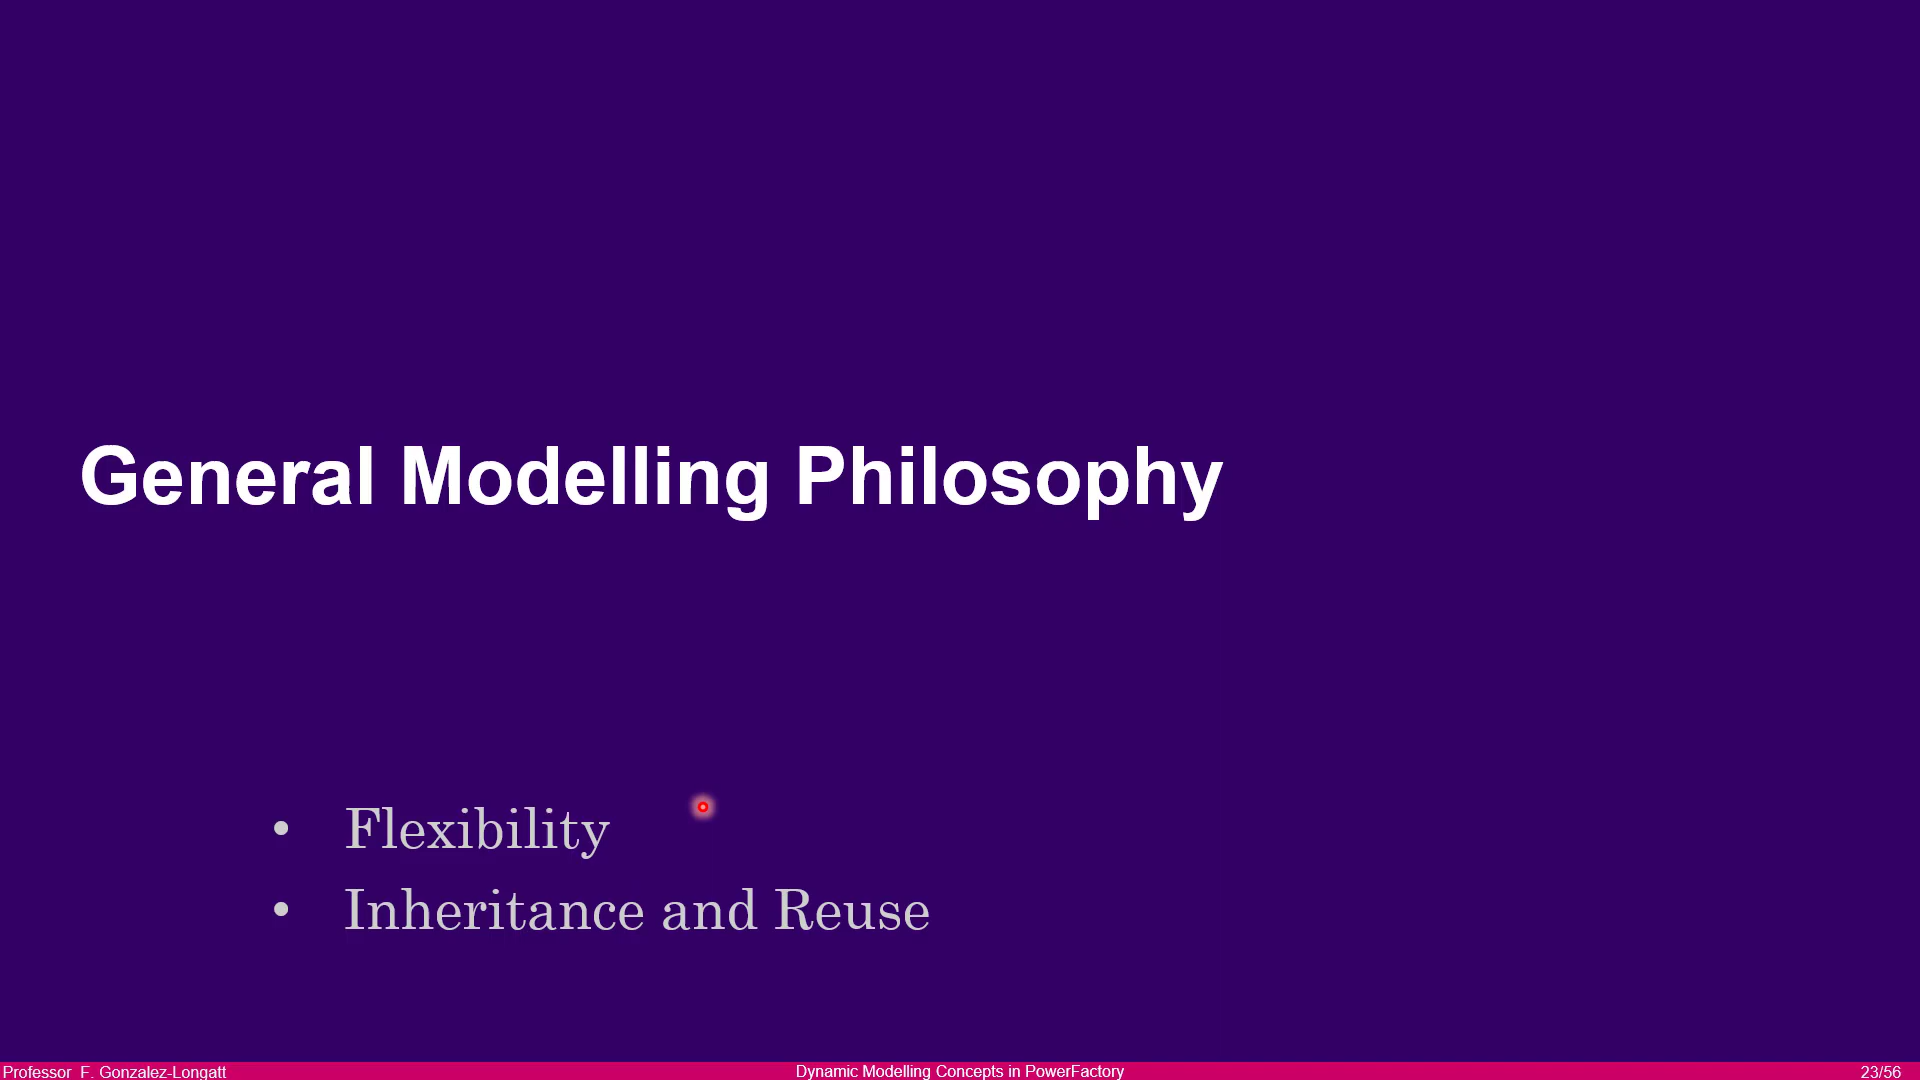 General Modelling Philosophy
• Flexibility
• Inheritance and Reuse
Professor F. Gonzalez-Longatt
Dynamic Modelling Concepts in PowerFactory
23/56